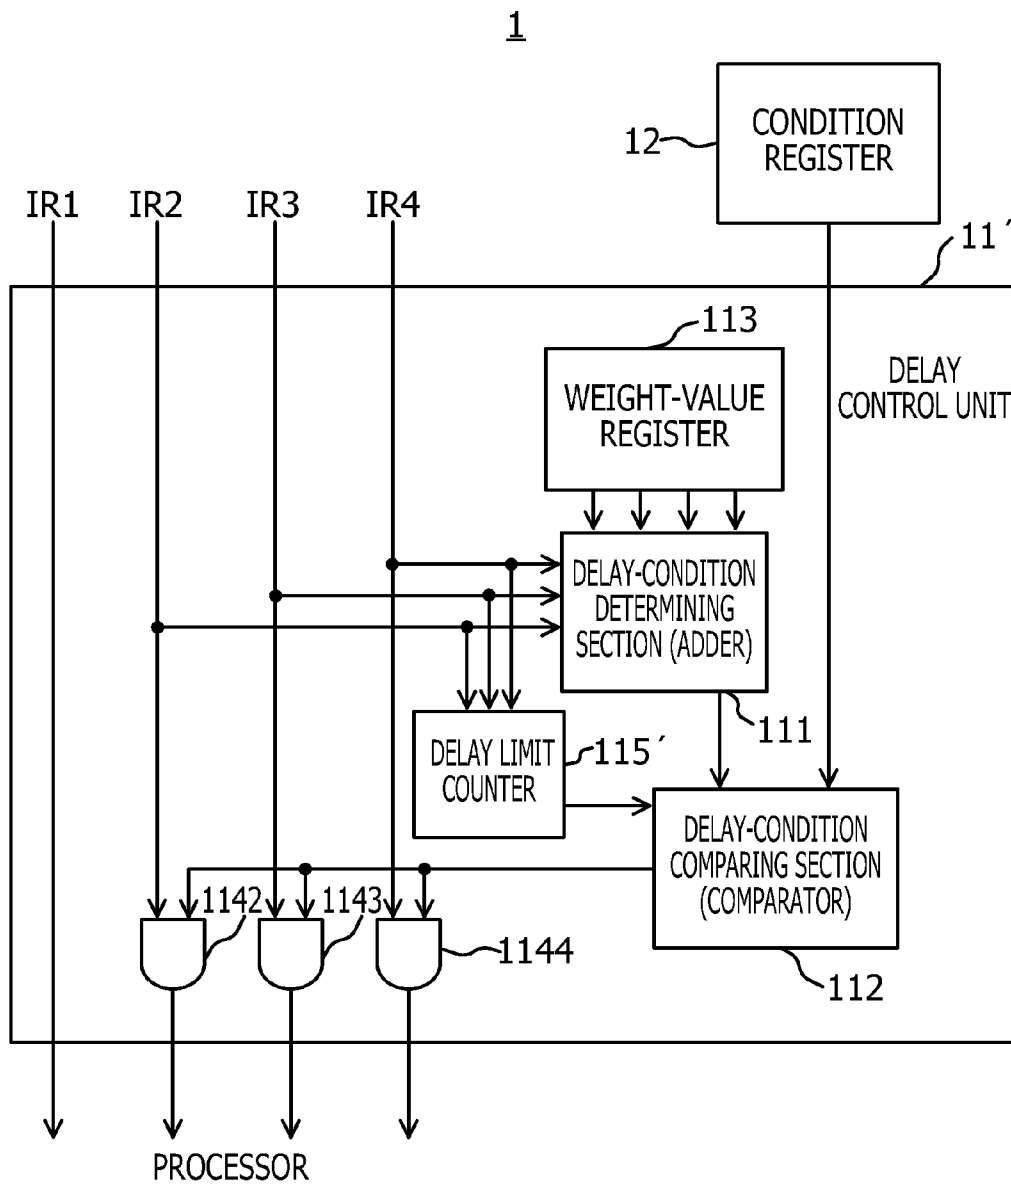 1
CONDITION
REGISTER
12
IR1 IR2 IR3 IR4
11´
113
WEIGHT-VALUE
REGISTER
DELAY
CONTROL UNIT
DELAY-CONDITION
DETERMINING
SECTION (ADDER)
111
DELAY LIMIT
COUNTER
115´
DELAY-CONDITION
COMPARING SECTION
(COMPARATOR)
112
1142
1143
1144
PROCESSOR